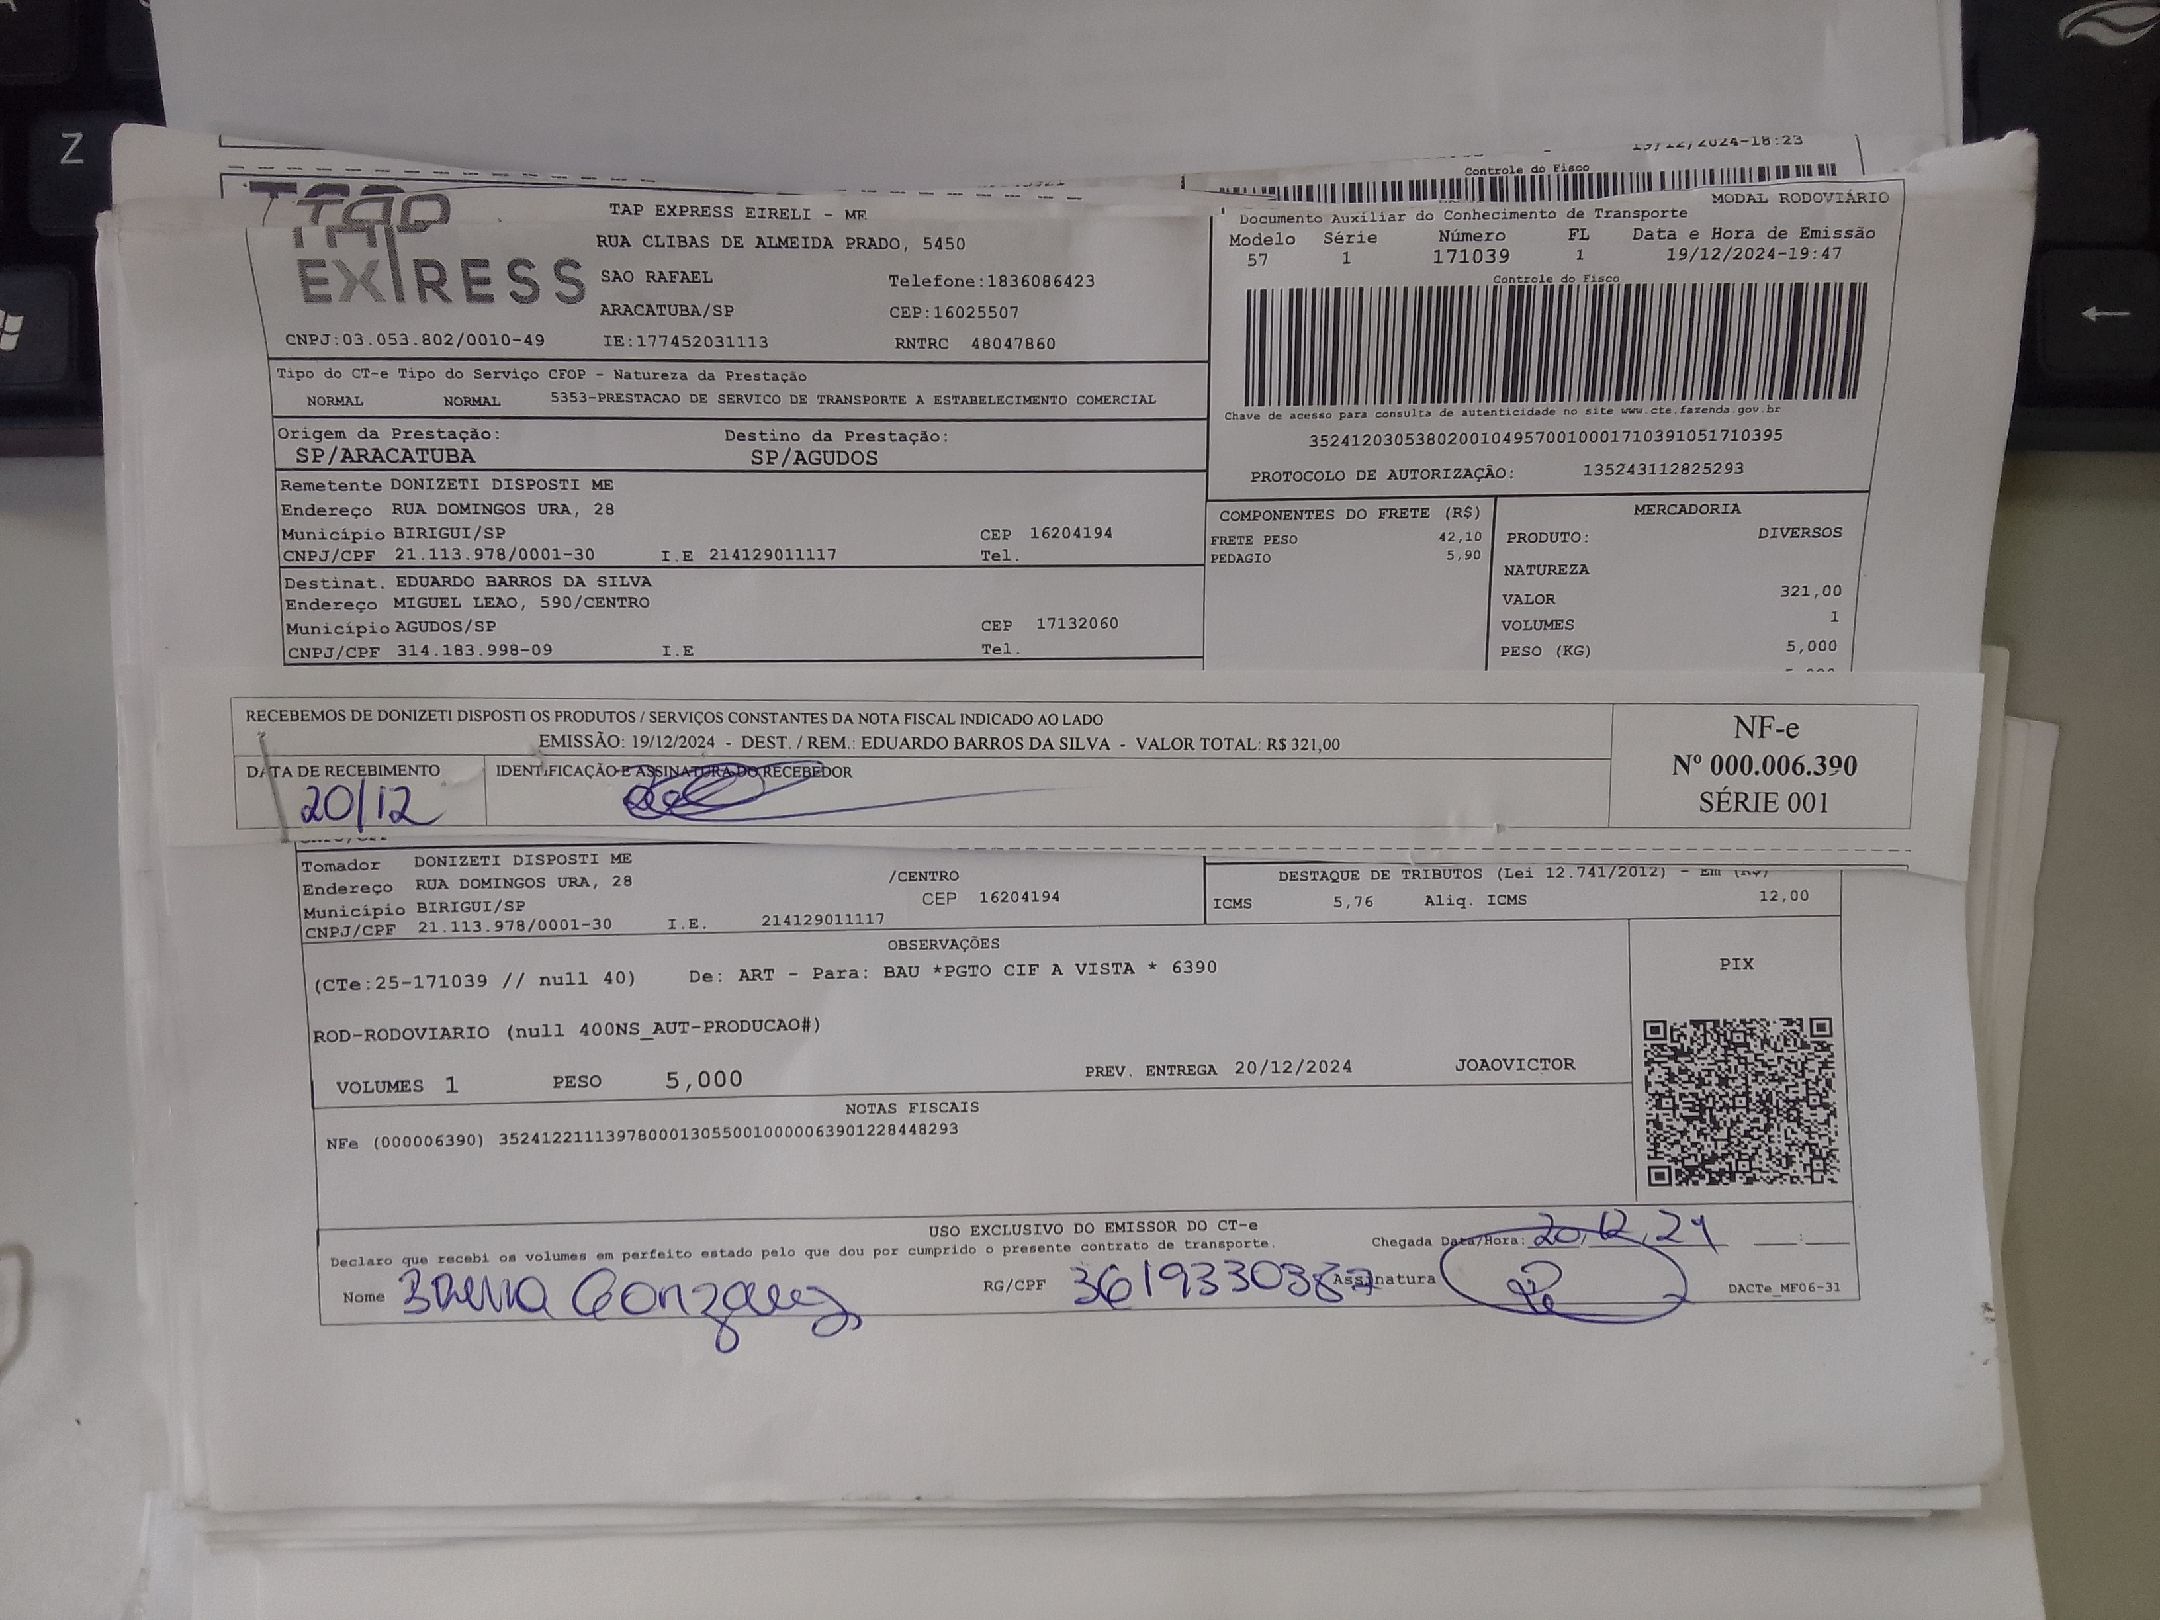 Z
19/12/2024-18:23
Controle do Fisco
TAP
EXPRESS
TAP EXPRESS EIRELI - ME
RUA CLIBAS DE ALMEIDA PRADO, 5450
SAO RAFAEL Telefone:1836086423
ARACATUBA/SP CEP:16025507
CNPJ:03.053.802/0010-49 IE:177452031113 RNTRC 48047860
MODAL RODOVIÁRIO
Documento Auxiliar do Conhecimento de Transporte
Modelo Série Número FL Data e Hora de Emissão
57 1 171039 1 19/12/2024-19:47
Controle do Fisco
Chave de acesso para consulta de autenticidade no site www.cte.fazenda.gov.br
35241203053802001049570010001710391051710395
PROTOCOLO DE AUTORIZAÇÃO: 135243112825293
Tipo do CT-e Tipo do Serviço CFOP - Natureza da Prestação
NORMAL NORMAL 5353-PRESTACAO DE SERVICO DE TRANSPORTE A ESTABELECIMENTO COMERCIAL
Origem da Prestação: Destino da Prestação:
SP/ARACATUBA SP/AGUDOS
Remetente DONIZETI DISPOSTI ME
Endereço RUA DOMINGOS URA, 28
Município BIRIGUI/SP CEP 16204194
CNPJ/CPF 21.113.978/0001-30 I.E 214129011117 Tel.
Destinat. EDUARDO BARROS DA SILVA
Endereço MIGUEL LEAO, 590/CENTRO
Município AGUDOS/SP CEP 17132060
CNPJ/CPF 314.183.998-09 I.E Tel.
COMPONENTES DO FRETE (R$)
FRETE PESO 42,10
PEDAGIO 5,90
MERCADORIA
PRODUTO: DIVERSOS
NATUREZA
VALOR 321,00
VOLUMES 1
PESO (KG) 5,000
RECEBEMOS DE DONIZETI DISPOSTI OS PRODUTOS / SERVIÇOS CONSTANTES DA NOTA FISCAL INDICADO AO LADO
EMISSÃO: 19/12/2024 - DEST. / REM.: EDUARDO BARROS DA SILVA - VALOR TOTAL: R$ 321,00
DATA DE RECEBIMENTO IDENTIFICAÇÃO E ASSINATURA DO RECEBEDOR
20/12
NF-e
Nº 000.006.390
SÉRIE 001
Tomador DONIZETI DISPOSTI ME
Endereço RUA DOMINGOS URA, 28 /CENTRO
Município BIRIGUI/SP CEP 16204194
CNPJ/CPF 21.113.978/0001-30 I.E. 214129011117
DESTAQUE DE TRIBUTOS (Lei 12.741/2012) - Em (R$)
ICMS 5,76 Aliq. ICMS 12,00
OBSERVAÇÕES
(CTe:25-171039 // null 40) De: ART - Para: BAU *PGTO CIF A VISTA * 6390
ROD-RODOVIARIO (null 400NS_AUT-PRODUCAO#)
VOLUMES 1 PESO 5,000 PREV. ENTREGA 20/12/2024 JOAOVICTOR
PIX
NOTAS FISCAIS
NFe (000006390) 35241221113978000130550010000063901228448293
USO EXCLUSIVO DO EMISSOR DO CT-e
Declaro que recebi os volumes em perfeito estado pelo que dou por cumprido o presente contrato de transporte. Chegada Data/Hora: 20/12/24 __:__
Nome RG/CPF Assinatura DACTe_MF06-31